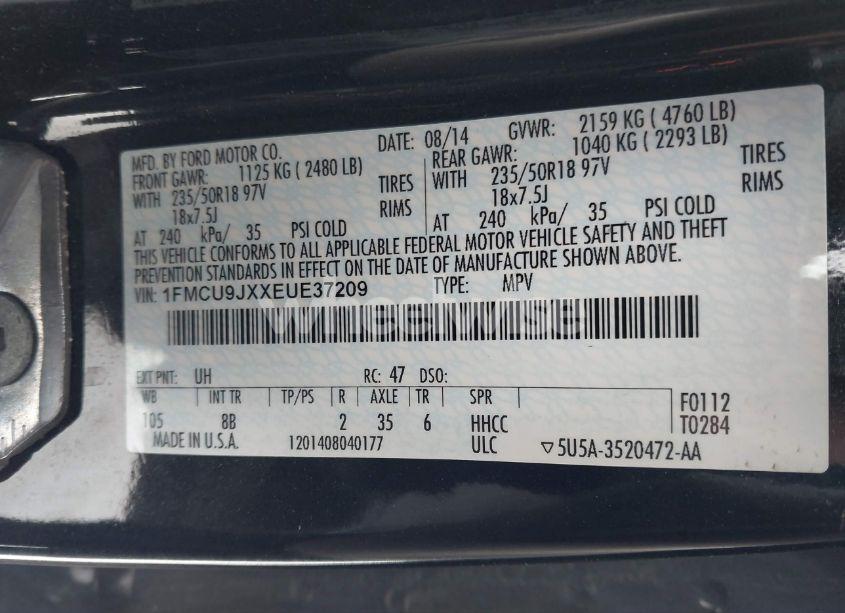 MFD. BY FORD MOTOR CO. DATE: 08/14 GVWR: 2159 KG ( 4760 LB)
FRONT GAWR: 1125 KG ( 2480 LB) REAR GAWR: 1040 KG ( 2293 LB)
WITH 235/50R18 97V TIRES WITH 235/50R18 97V TIRES
18x7.5J RIMS 18x7.5J RIMS
AT 240 kPa/ 35 PSI COLD AT 240 kPa/ 35 PSI COLD
THIS VEHICLE CONFORMS TO ALL APPLICABLE FEDERAL MOTOR VEHICLE SAFETY AND THEFT
PREVENTION STANDARDS IN EFFECT ON THE DATE OF MANUFACTURE SHOWN ABOVE.
VIN: 1FMCU9JXXEUE37209 TYPE: MPV
Wheelwise
EXT PNT: UH RC: 47 DSO:
WB INT TR TP/PS R AXLE TR SPR F0112
105 8B 2 35 6 HHCC T0284
MADE IN U.S.A. 1201408040177 ULC ▽5U5A-3520472-AA